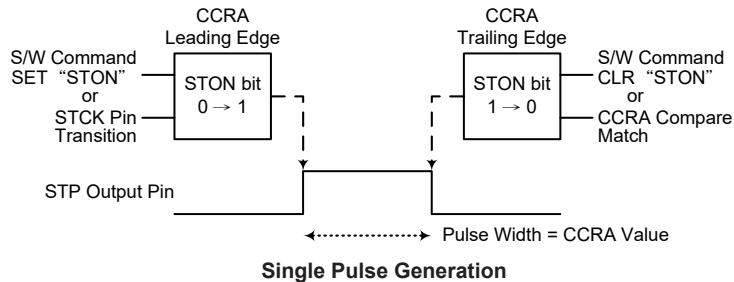 CCRA
Leading Edge
S/W Command
SET “STON”
or
STCK Pin
Transition
STON bit
0 → 1
CCRA
Trailing Edge
STON bit
1 → 0
S/W Command
CLR “STON”
or
CCRA Compare
Match
STP Output Pin
Pulse Width = CCRA Value
Single Pulse Generation